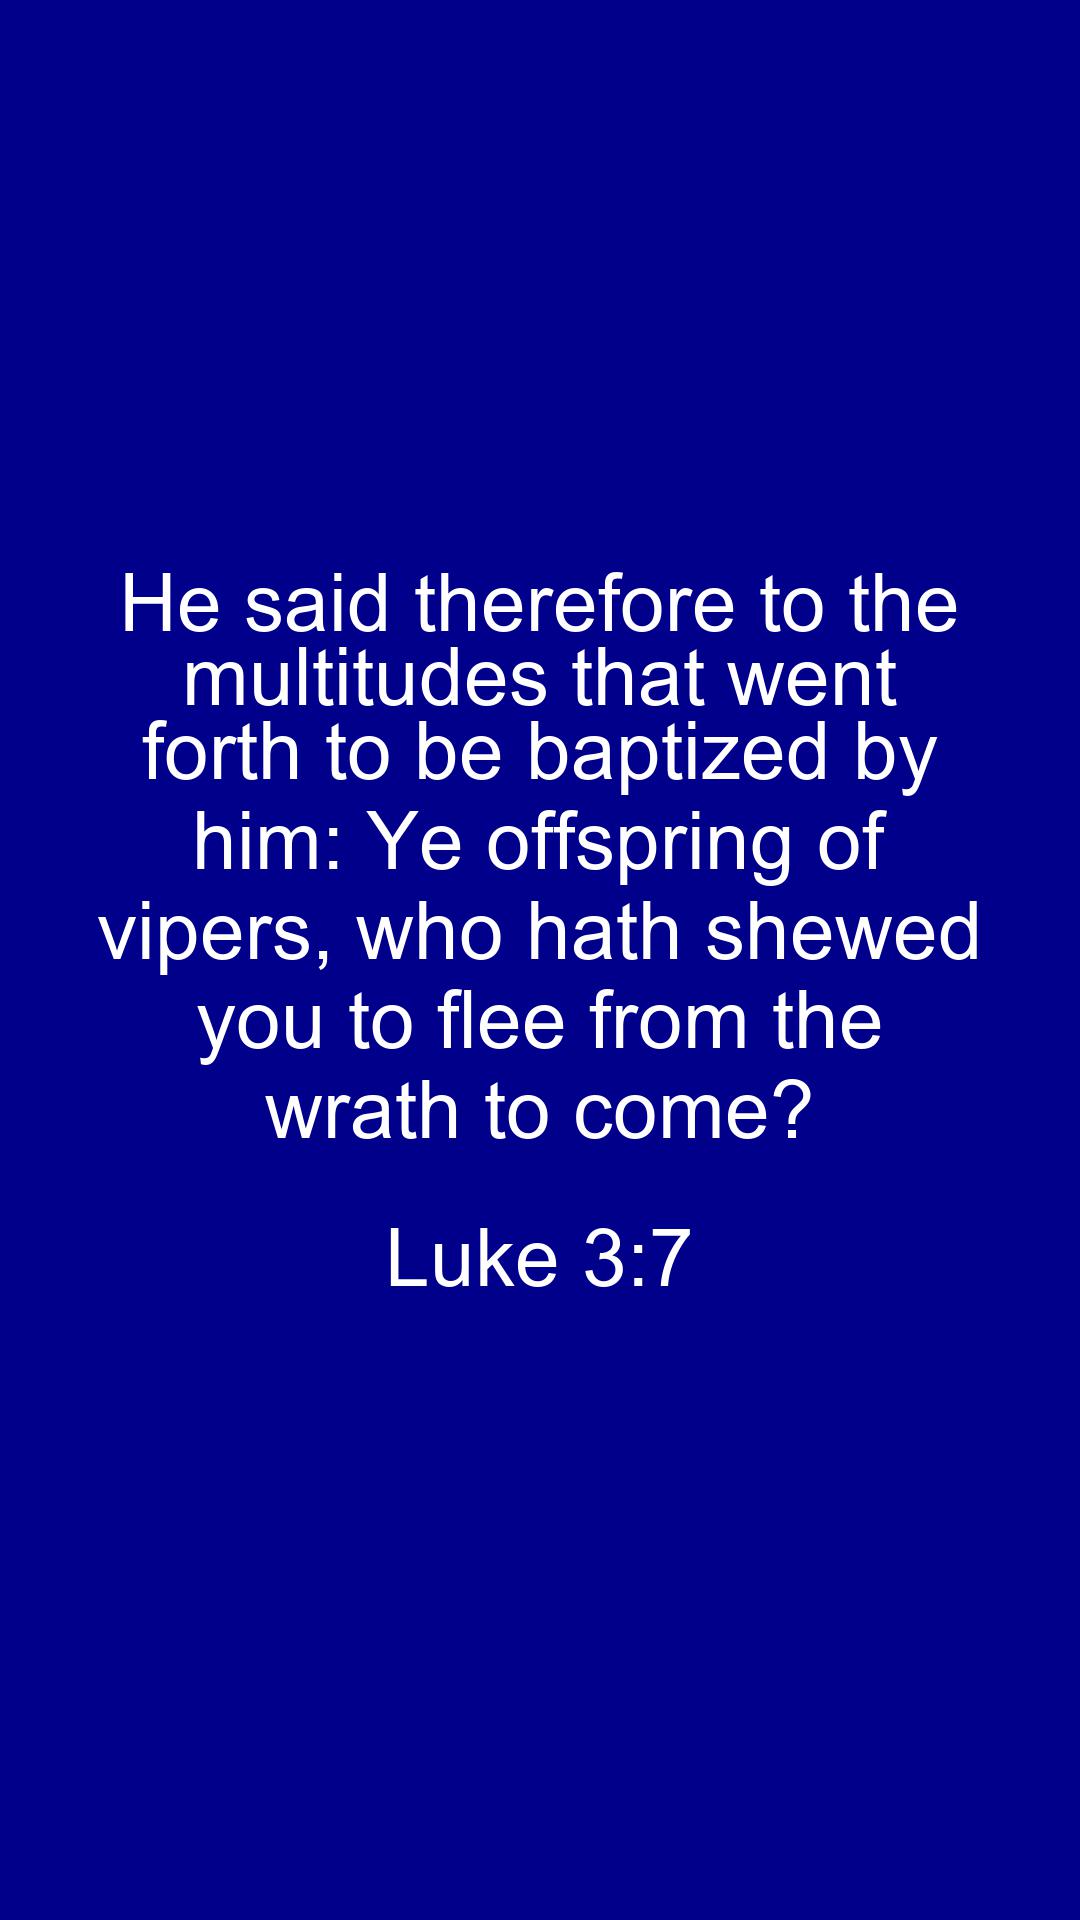 He said therefore to the
multitudes that went
forth to be baptized by
him: Ye offspring of
vipers, who hath shewed
you to flee from the
wrath to come?
Luke 3:7